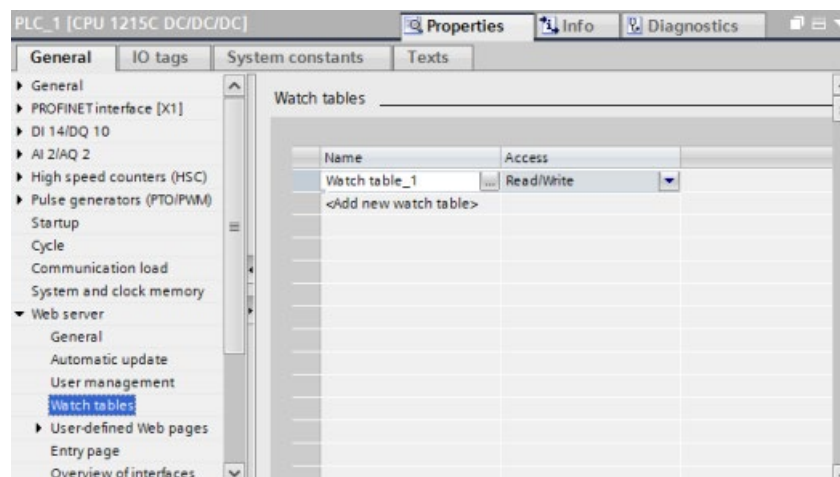 PLC_1 [CPU 1215C DC/DC/DC]
Properties Info Diagnostics
General IO tags System constants Texts
General
PROFINET interface [X1]
DI 14/DQ 10
AI 2/AQ 2
High speed counters (HSC)
Pulse generators (PTO/PWM)
Startup
Cycle
Communication load
System and clock memory
Web server
General
Automatic update
User management
Watch tables
User-defined Web pages
Entry page
Overview of interfaces
Watch tables
Name Access
Watch table_1 ... Read/Write
<Add new watch table>